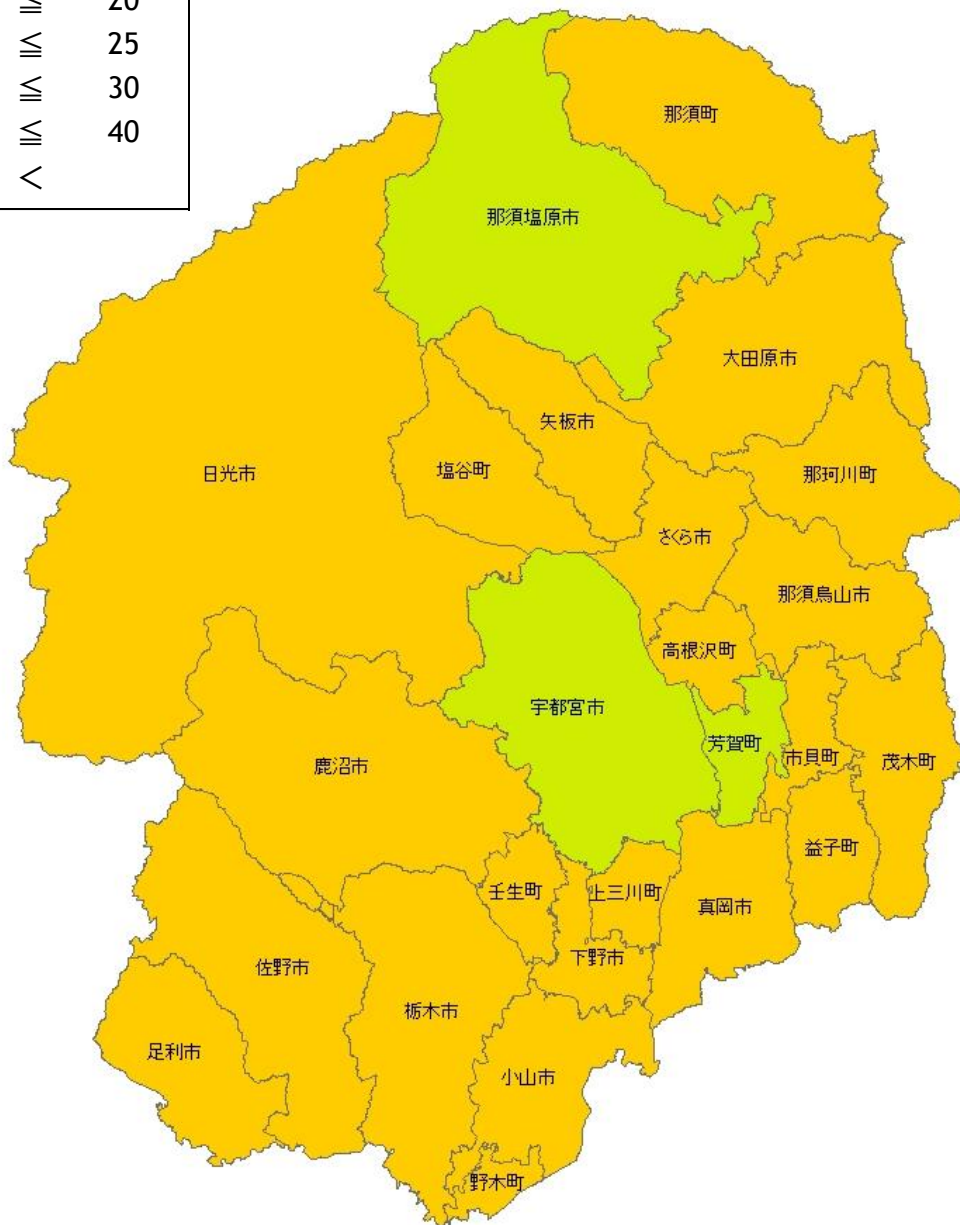 ≦ 20
≦ 25
≦ 30
≦ 40
<
那須町
那須塩原市
大田原市
矢板市
日光市
塩谷町
那珂川町
さくら市
那須烏山市
高根沢町
宇都宮市
芳賀町
市貝町
茂木町
鹿沼市
益子町
壬生町
上三川町
真岡市
下野市
佐野市
栃木市
足利市
小山市
野木町